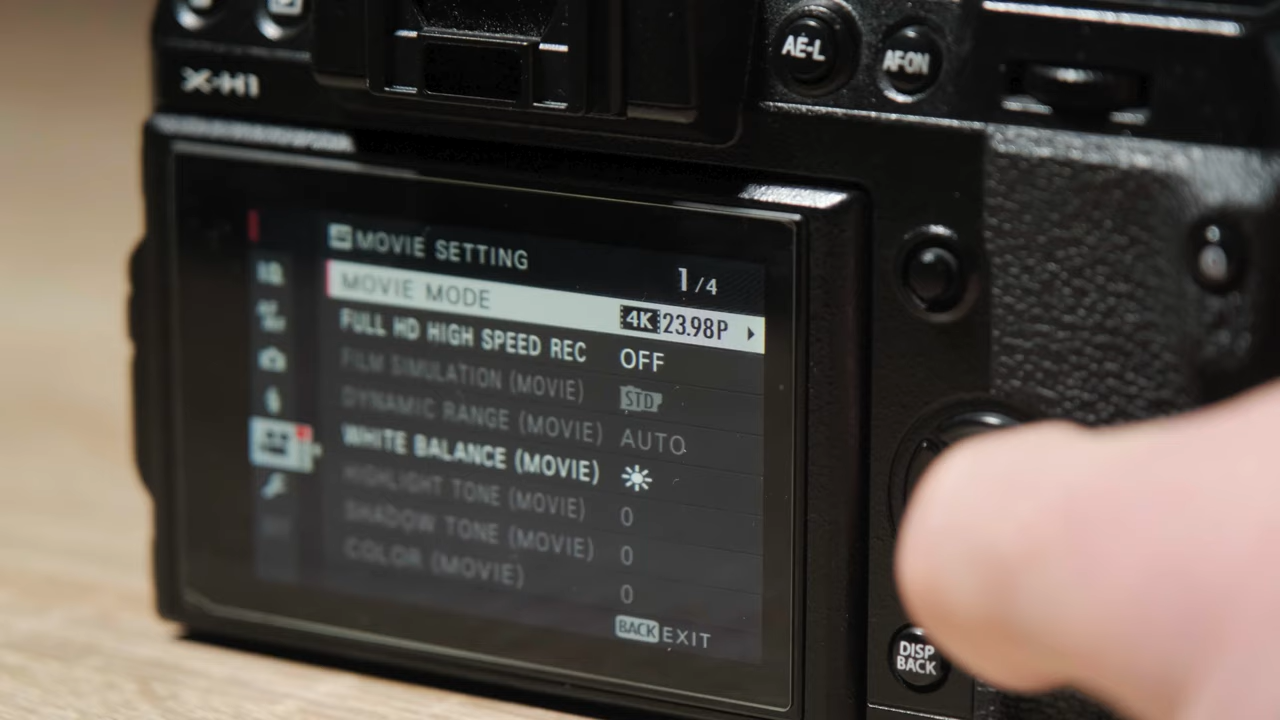 X-H1
AE-L
AF ON
MOVIE SETTING
1/4
MOVIE MODE 4K 23.98P
FULL HD HIGH SPEED REC OFF
FILM SIMULATION (MOVIE) STD
DYNAMIC RANGE (MOVIE) AUTO
WHITE BALANCE (MOVIE)
HIGHLIGHT TONE (MOVIE) 0
SHADOW TONE (MOVIE) 0
COLOR (MOVIE) 0
BACK EXIT
DISP
BACK